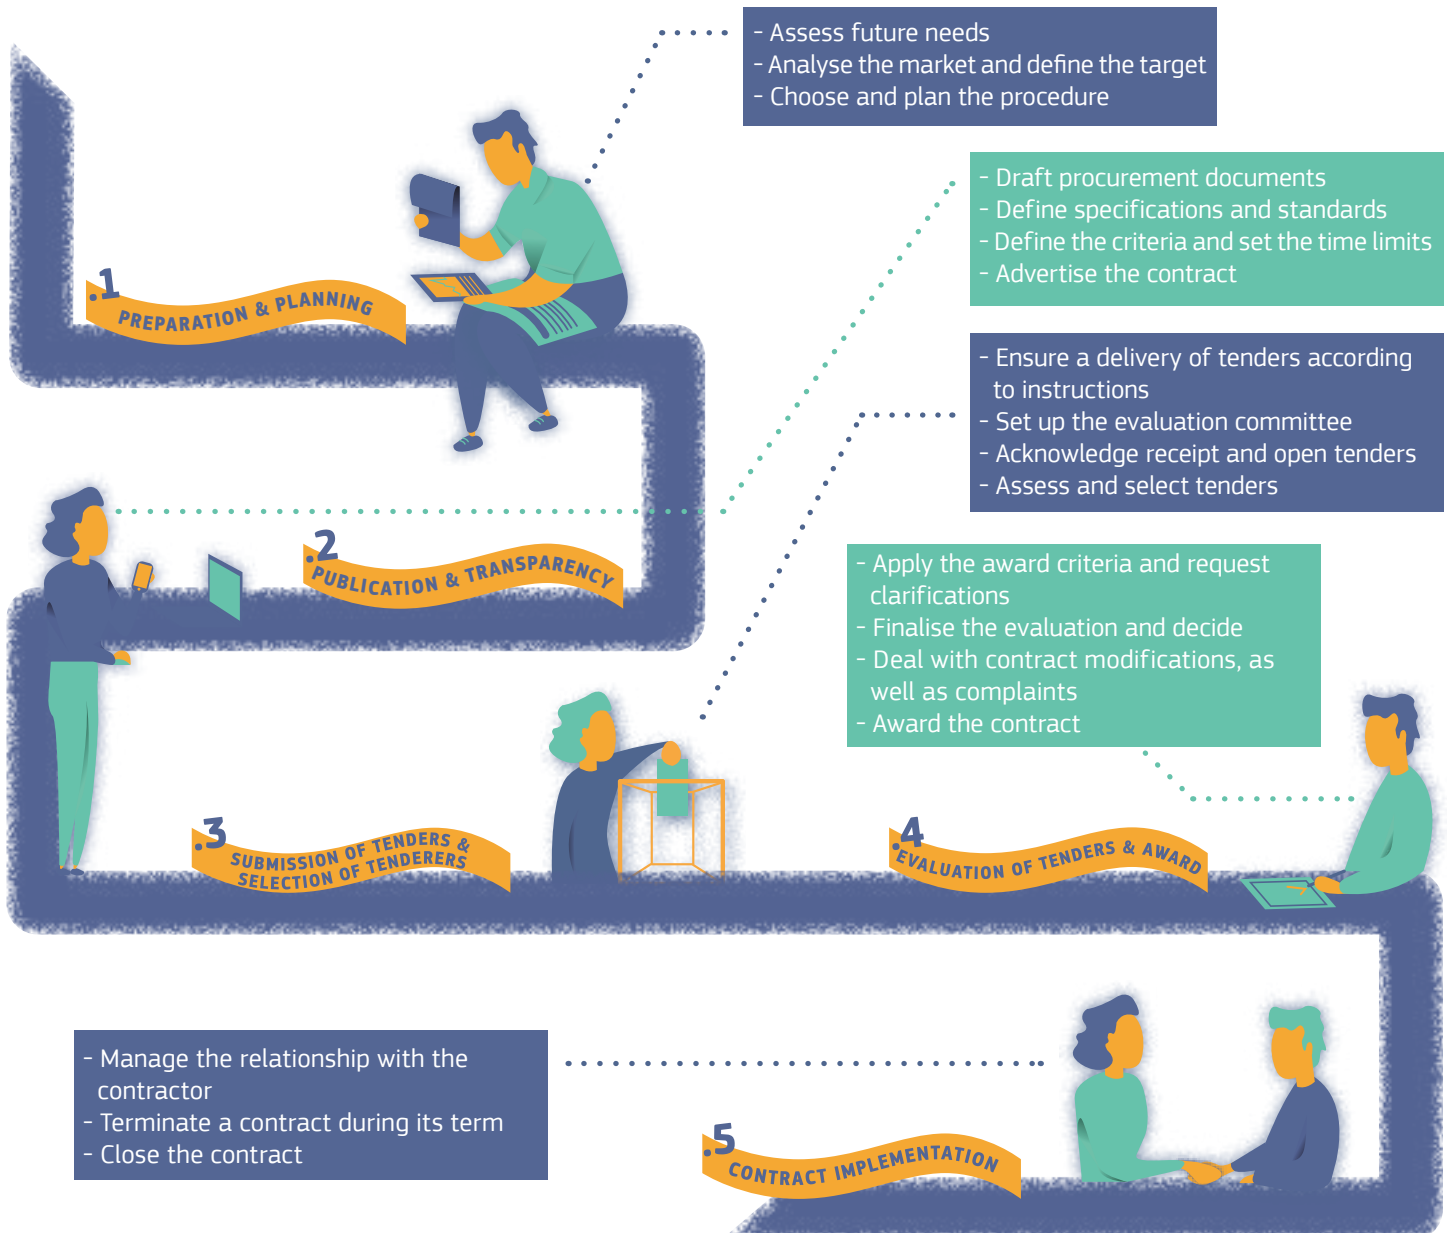 - Assess future needs
- Analyse the market and define the target
- Choose and plan the procedure
.1
PREPARATION & PLANNING
- Draft procurement documents
- Define specifications and standards
- Define the criteria and set the time limits
- Advertise the contract
.2
PUBLICATION & TRANSPARENCY
- Ensure a delivery of tenders according
to instructions
- Set up the evaluation committee
- Acknowledge receipt and open tenders
- Assess and select tenders
.3
SUBMISSION OF TENDERS &
SELECTION OF TENDERERS
- Apply the award criteria and request
clarifications
- Finalise the evaluation and decide
- Deal with contract modifications, as
well as complaints
- Award the contract
.4
EVALUATION OF TENDERS & AWARD
- Manage the relationship with the
contractor
- Terminate a contract during its term
- Close the contract
.5
CONTRACT IMPLEMENTATION